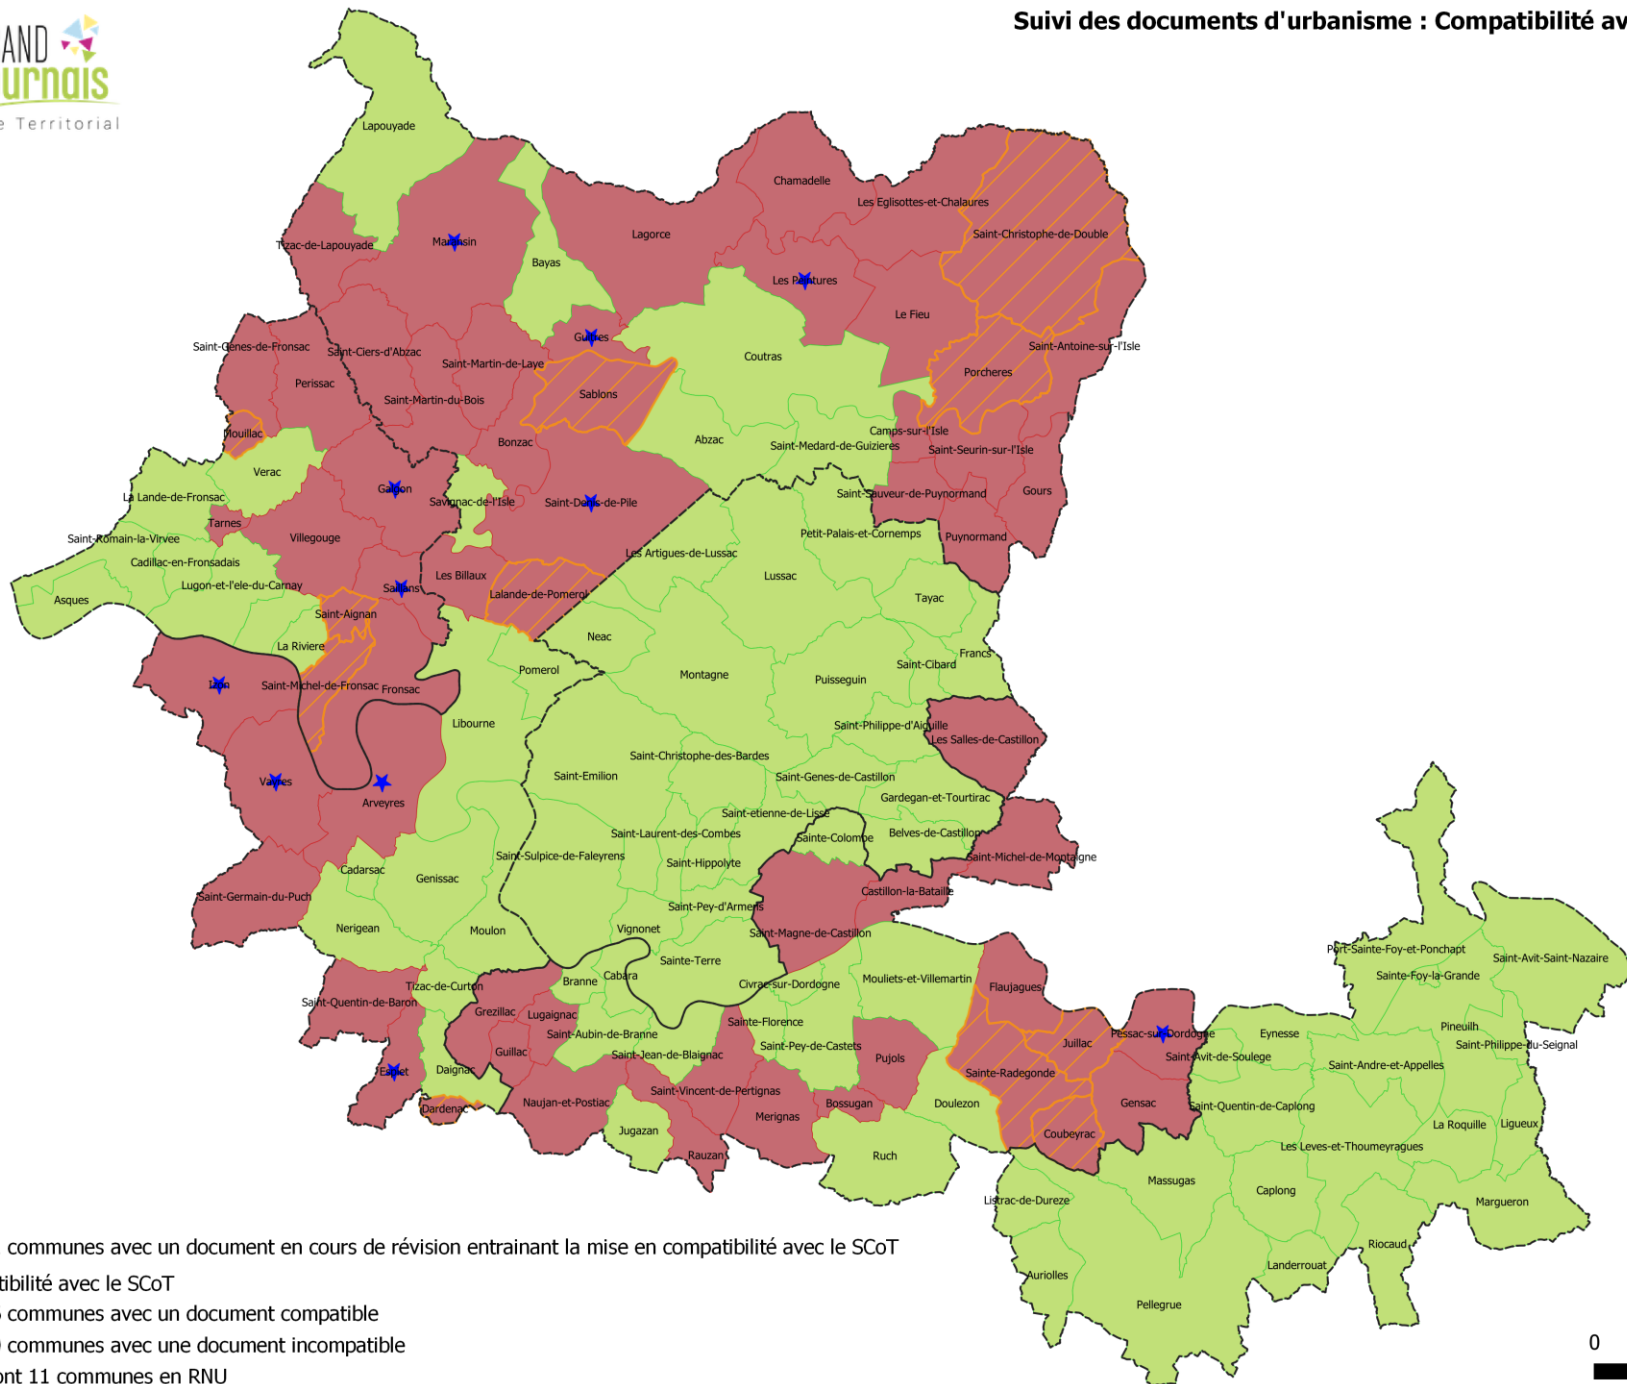 Suivi des documents d'urbanisme : Compatibilité
AND
urnais
Territorial
Lapouyade
Chamadelle
Les Eglisottes-et-Chalaures
Lagorce
Saint-Christophe-de-Double
Tizac-de-Lapouyade
Maransin
Bayas
Les Peintures
Le Fieu
Guitres
Saint-Genes-de-Fronsac
Saint-Ciers-d'Abzac
Saint-Antoine-sur-l'Isle
Coutras
Saint-Martin-de-Laye
Porcheres
Perissac
Sablons
Saint-Martin-du-Bois
Mouillac
Camps-sur-l'Isle
Abzac
Bonzac
Saint-Medard-de-Guizieres
Saint-Seurin-sur-l'Isle
Verac
Galgon
Gours
Saint-Sauveur-de-Puynormand
La Lande-de-Fronsac
Savignac-de-l'Isle
Saint-Denis-de-Pile
Tarnes
Petit-Palais-et-Cornemps
Puynormand
Saint-Romain-la-Virvee
Villegouge
Les Artigues-de-Lussac
Cadillac-en-Fronsadais
Les Billaux
Lussac
Lugon-et-l'ele-du-Carnay
Saillans
Lalande-de-Pomerol
Tayac
Asques
Saint-Aignan
Neac
La Riviere
Francs
Saint-Cibard
Pomerol
Montagne
Puisseguin
Izon
Saint-Michel-de-Fronsac
Fronsac
Libourne
Saint-Philippe-d'Aiguille
Les Salles-de-Castillon
Saint-Christophe-des-Bardes
Saint-Emilion
Saint-Genes-de-Castillon
Vayres
Arveyres
Gardegan-et-Tourtirac
Saint-etienne-de-Lisse
Saint-Laurent-des-Combes
Sainte-Colombe
Belves-de-Castillon
Saint-Sulpice-de-Faleyrens
Saint-Hippolyte
Saint-Michel-de-Montaigne
Cadarsac
Genissac
Saint-Germain-du-Puch
Castillon-la-Bataille
Saint-Pey-d'Armens
Nerigean
Moulon
Vignonet
Saint-Magne-de-Castillon
Port-Sainte-Foy-et-Ponchapt
Sainte-Terre
Saint-Avit-Saint-Nazaire
Sainte-Foy-la-Grande
Cabara
Branne
Civrac-sur-Dordogne
Mouliets-et-Villemartin
Tizac-de-Curton
Flaujagues
Saint-Quentin-de-Baron
Grezillac
Lugaignac
Sainte-Florence
Pineuilh
Saint-Aubin-de-Branne
Pessac-sur-Dordogne
Eynesse
Juillac
Saint-Philippe-du-Seignal
Saint-Pey-de-Castets
Guillac
Saint-Jean-de-Blaignac
Pujols
Saint-Avit-de-Soulege
Saint-Andre-et-Appelles
Daignac
Espiet
Sainte-Radegonde
Saint-Vincent-de-Pertignas
Naujan-et-Postiac
Bossugan
Doulezon
Gensac
Saint-Quentin-de-Caplong
Dardenac
Merignas
La Roquille
Ligueux
Jugazan
Coubeyrac
Les Leves-et-Thoumeyragues
Rauzan
Ruch
Massugas
Caplong
Listrac-de-Dureze
Margueron
Riocaud
Landerrouat
Auriolles
Pellegrue
communes avec un document en cours de révision entrainant la mise en compatibilité avec le SCoT
tibilité avec le SCoT
communes avec un document compatible
communes avec une document incompatible
ont 11 communes en RNU
0